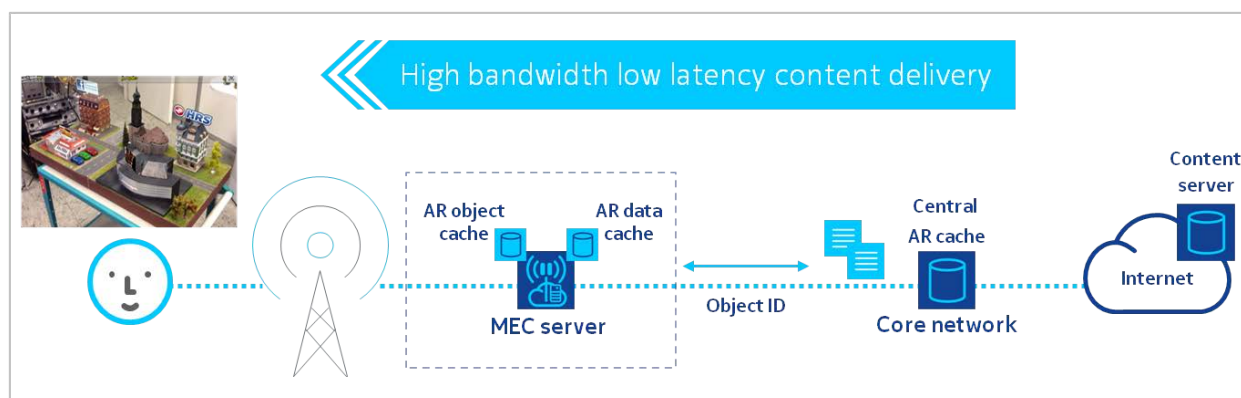 High bandwidth low latency content delivery
HRS
Content
server
AR object
cache
AR data
cache
Central
AR cache
Internet
Object ID
MEC server
Core network